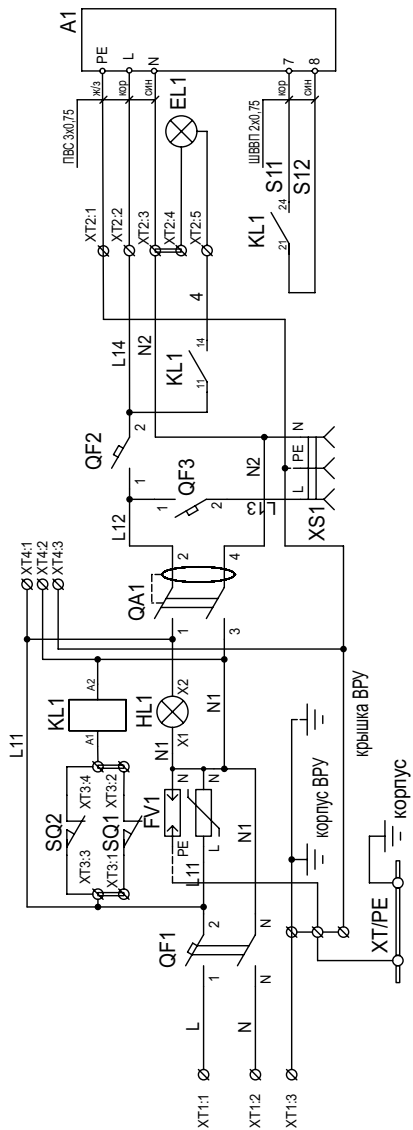 A1
PE
L
N
7
8
ж/з
кор
син
кор
син
ПВС 3x0,75
ШВВП 2x0,75
EL1
XT2:1
XT2:2
XT2:3
XT2:4
XT2:5
S11
S12
24
21
KL1
4
L14
N2
14
11
KL1
QF2
2
1
QF3
1
2
L12
L13
N2
L
PE
N
XS1
XT4:1
XT4:2
XT4:3
QA1
2
4
1
3
L11
KL1
A2
A1
HL1
X2
X1
N1
N1
SQ2
XT3:4
XT3:3
XT3:2
XT3:1
SQ1
FV1
N
PE
N
L
L11
N1
QF1
2
1
N
N
L
N
XT1:1
XT1:2
XT1:3
корпус ВРУ
крышка ВРУ
XT/PE
корпус